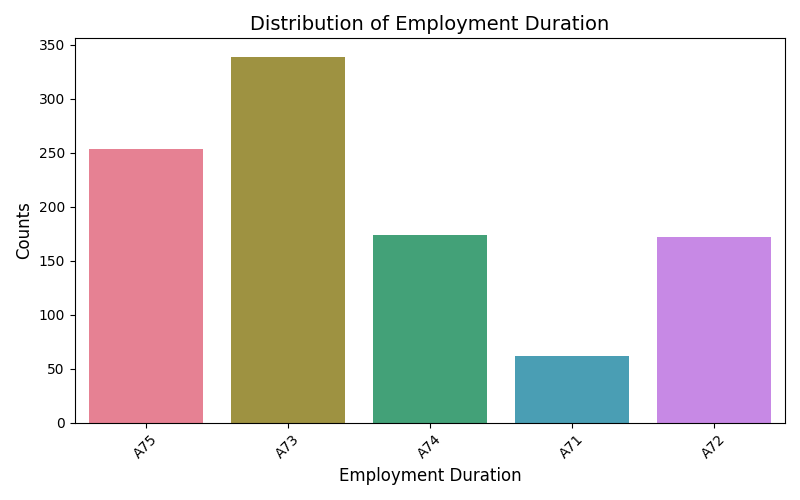 Distribution of Employment Duration
350
300
250
200
150
100
50
0
Counts
A75
A73
A74
A71
A72
Employment Duration